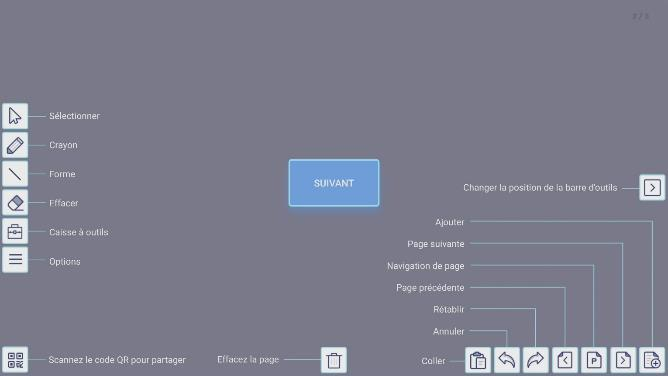 2 / 3
Sélectionner
Crayon
Forme
Effacer
Caisse à outils
Options
SUIVANT
Changer la position de la barre d'outils
Ajouter
Page suivante
Navigation de page
Page précédente
Rétablir
Annuler
Scannez le code QR pour partager
Effacez la page
Coller
P